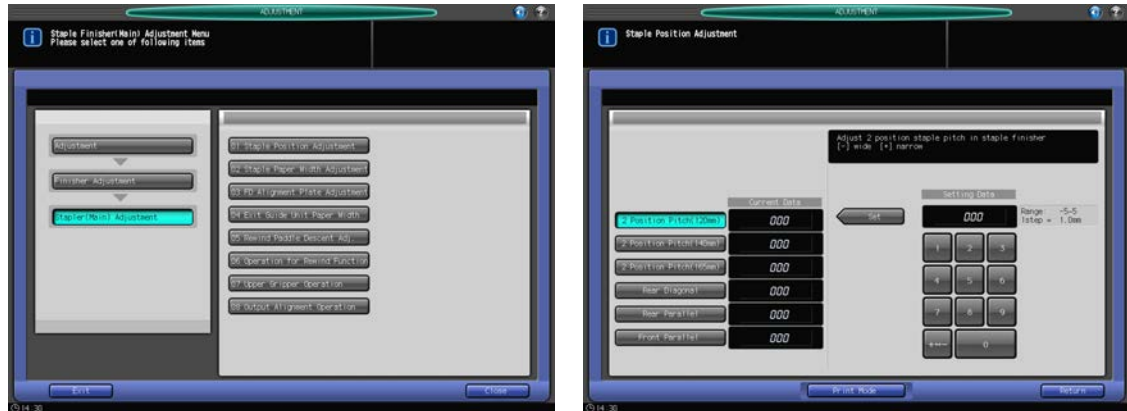 ADJUSTMENT
Staple Finisher(Main) Adjustment Menu
Please select one of following items
Adjustment
Finisher Adjustment
Stapler(Main) Adjustment
01 Staple Position Adjustment
02 Staple Paper Width Adjustment
03 FD Alignment Plate Adjustment
04 Exit Guide Unit Paper Width
05 Rewind Paddle Descent Adj.
06 Operation for Rewind Function
07 Upper Gripper Operation
08 Output Alignment Operation
Exit
Close
14:30
ADJUSTMENT
Staple Position Adjustment
Adjust 2 position staple pitch in staple finisher
[-] wide [+] narrow
Current Data
2 Position Pitch(120mm) 000
2 Position Pitch(140mm) 000
2 Position Pitch(165mm) 000
Rear Diagonal 000
Rear Parallel 000
Front Parallel 000
Set
Setting Data
000
Range -5~5
1step = 1.0mm
1 2 3
4 5 6
7 8 9
+↔- 0
Print Mode
Return
14:30